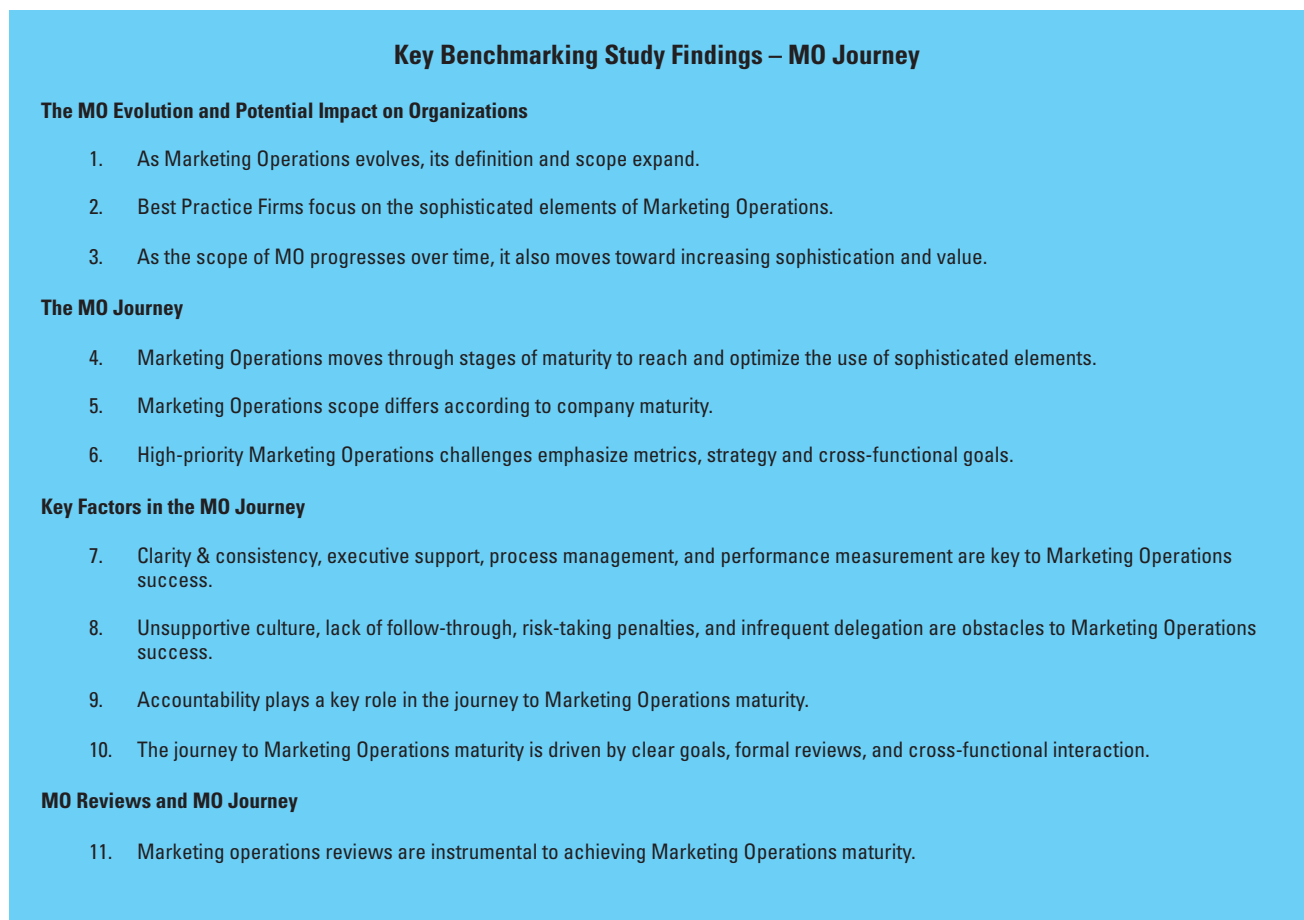 Key Benchmarking Study Findings – MO Journey
The MO Evolution and Potential Impact on Organizations
1. As Marketing Operations evolves, its definition and scope expand.
2. Best Practice Firms focus on the sophisticated elements of Marketing Operations.
3. As the scope of MO progresses over time, it also moves toward increasing sophistication and value.
The MO Journey
4. Marketing Operations moves through stages of maturity to reach and optimize the use of sophisticated elements.
5. Marketing Operations scope differs according to company maturity.
6. High-priority Marketing Operations challenges emphasize metrics, strategy and cross-functional goals.
Key Factors in the MO Journey
7. Clarity & consistency, executive support, process management, and performance measurement are key to Marketing Operations
success.
8. Unsupportive culture, lack of follow-through, risk-taking penalties, and infrequent delegation are obstacles to Marketing Operations
success.
9. Accountability plays a key role in the journey to Marketing Operations maturity.
10. The journey to Marketing Operations maturity is driven by clear goals, formal reviews, and cross-functional interaction.
MO Reviews and MO Journey
11. Marketing operations reviews are instrumental to achieving Marketing Operations maturity.